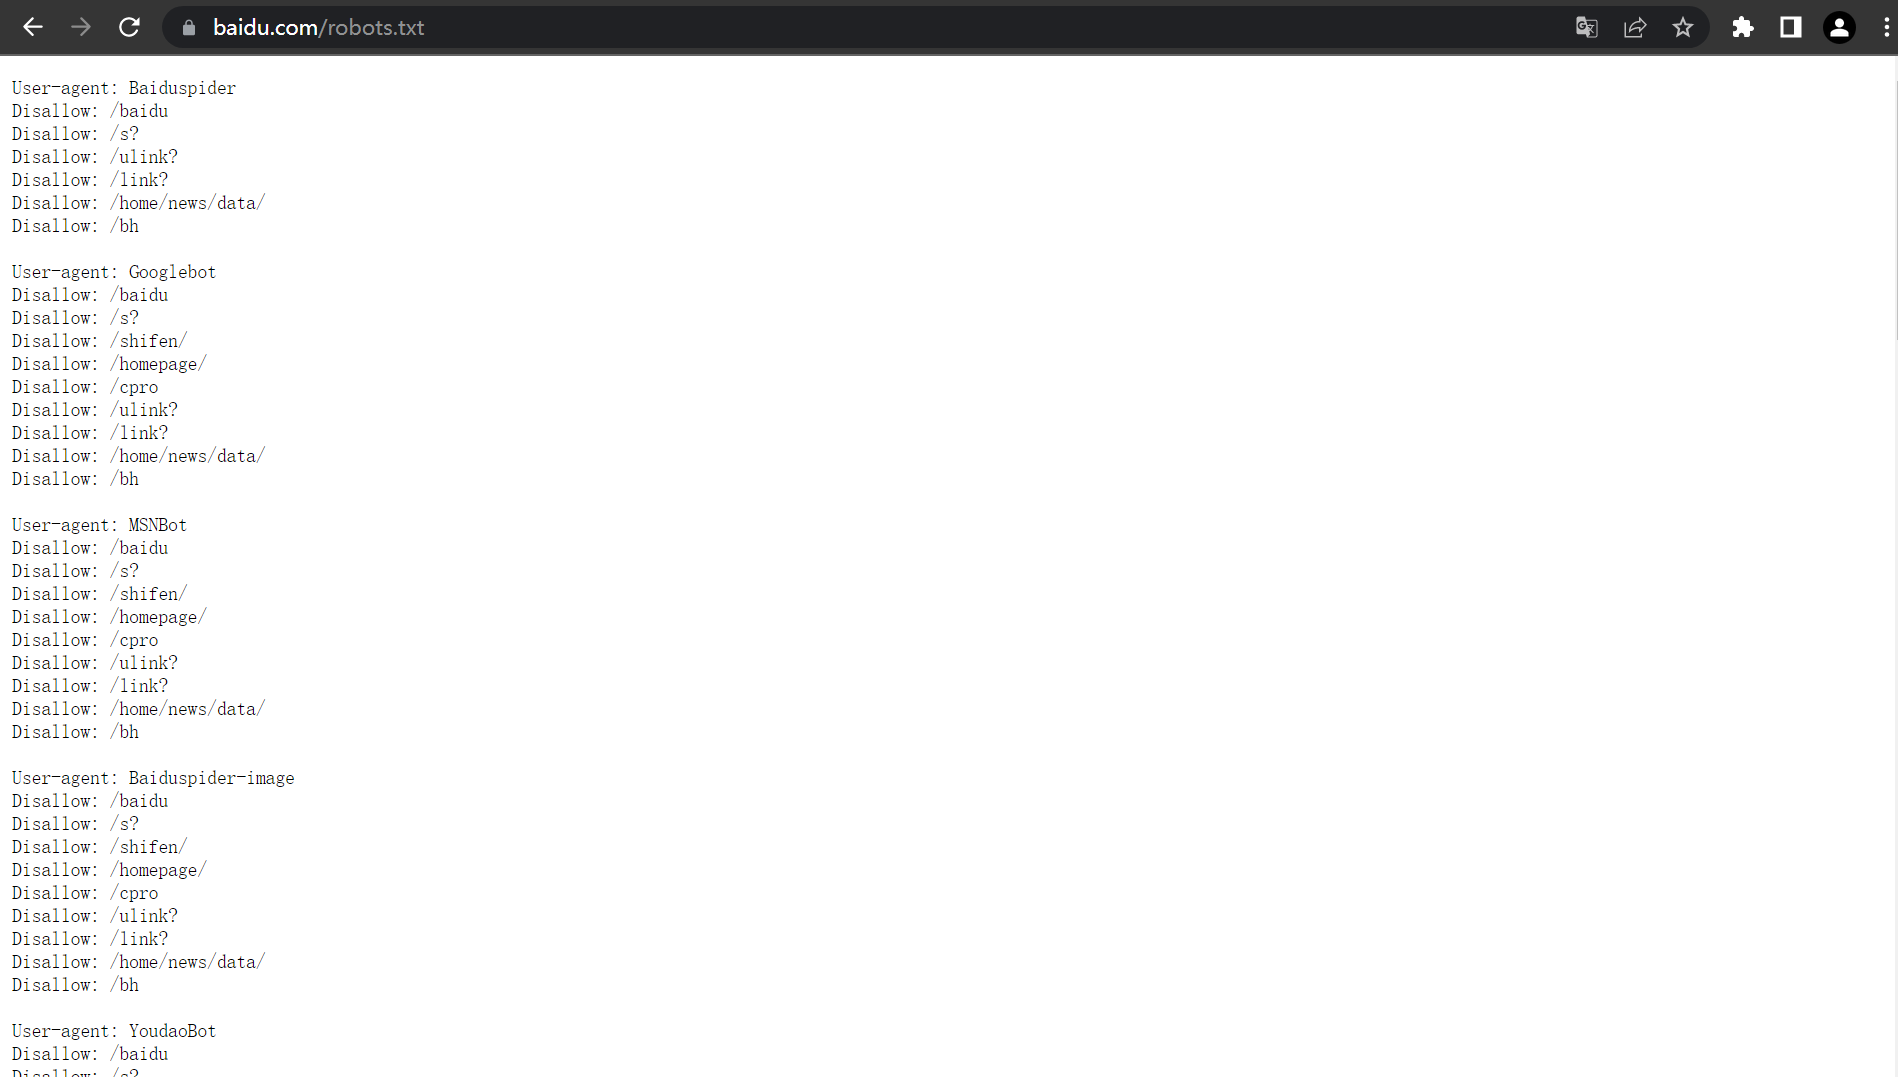 baidu.com/robots.txt
User-agent: Baiduspider
Disallow: /baidu
Disallow: /s?
Disallow: /ulink?
Disallow: /link?
Disallow: /home/news/data/
Disallow: /bh
User-agent: Googlebot
Disallow: /baidu
Disallow: /s?
Disallow: /shifen/
Disallow: /homepage/
Disallow: /cpro
Disallow: /ulink?
Disallow: /link?
Disallow: /home/news/data/
Disallow: /bh
User-agent: MSNBot
Disallow: /baidu
Disallow: /s?
Disallow: /shifen/
Disallow: /homepage/
Disallow: /cpro
Disallow: /ulink?
Disallow: /link?
Disallow: /home/news/data/
Disallow: /bh
User-agent: Baiduspider-image
Disallow: /baidu
Disallow: /s?
Disallow: /shifen/
Disallow: /homepage/
Disallow: /cpro
Disallow: /ulink?
Disallow: /link?
Disallow: /home/news/data/
Disallow: /bh
User-agent: YoudaoBot
Disallow: /baidu
Disallow: /s?